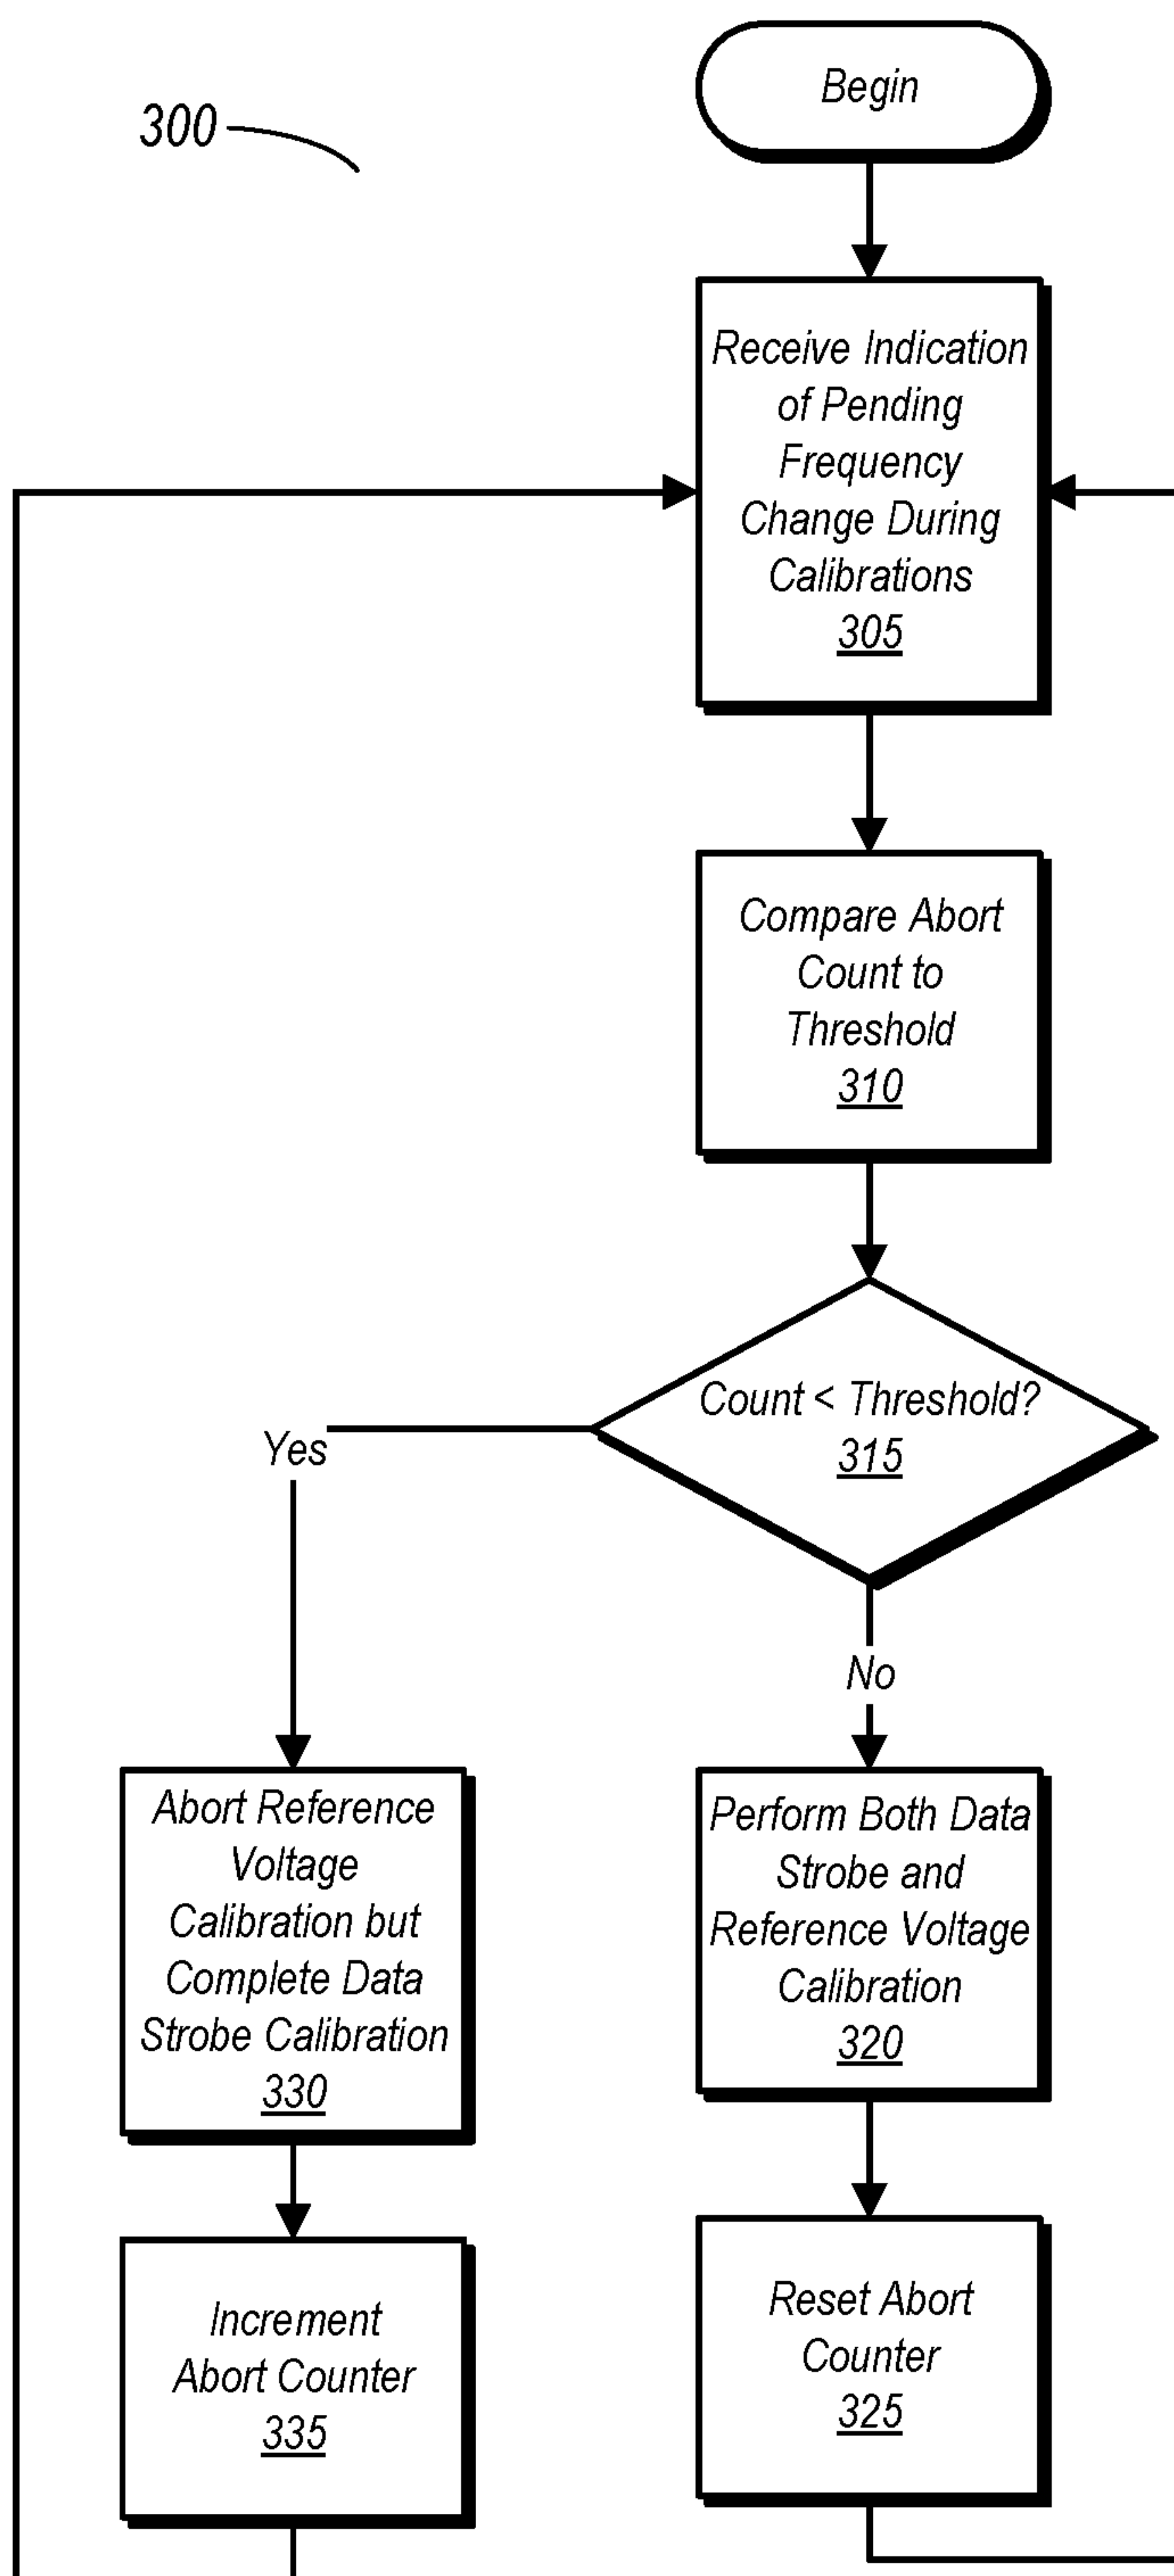 Begin
300
Receive Indication
of Pending
Frequency
Change During
Calibrations
305
Compare Abort
Count to
Threshold
310
Count < Threshold?
315
Yes
No
Abort Reference
Voltage
Calibration but
Complete Data
Strobe Calibration
330
Perform Both Data
Strobe and
Reference Voltage
Calibration
320
Increment
Abort Counter
335
Reset Abort
Counter
325